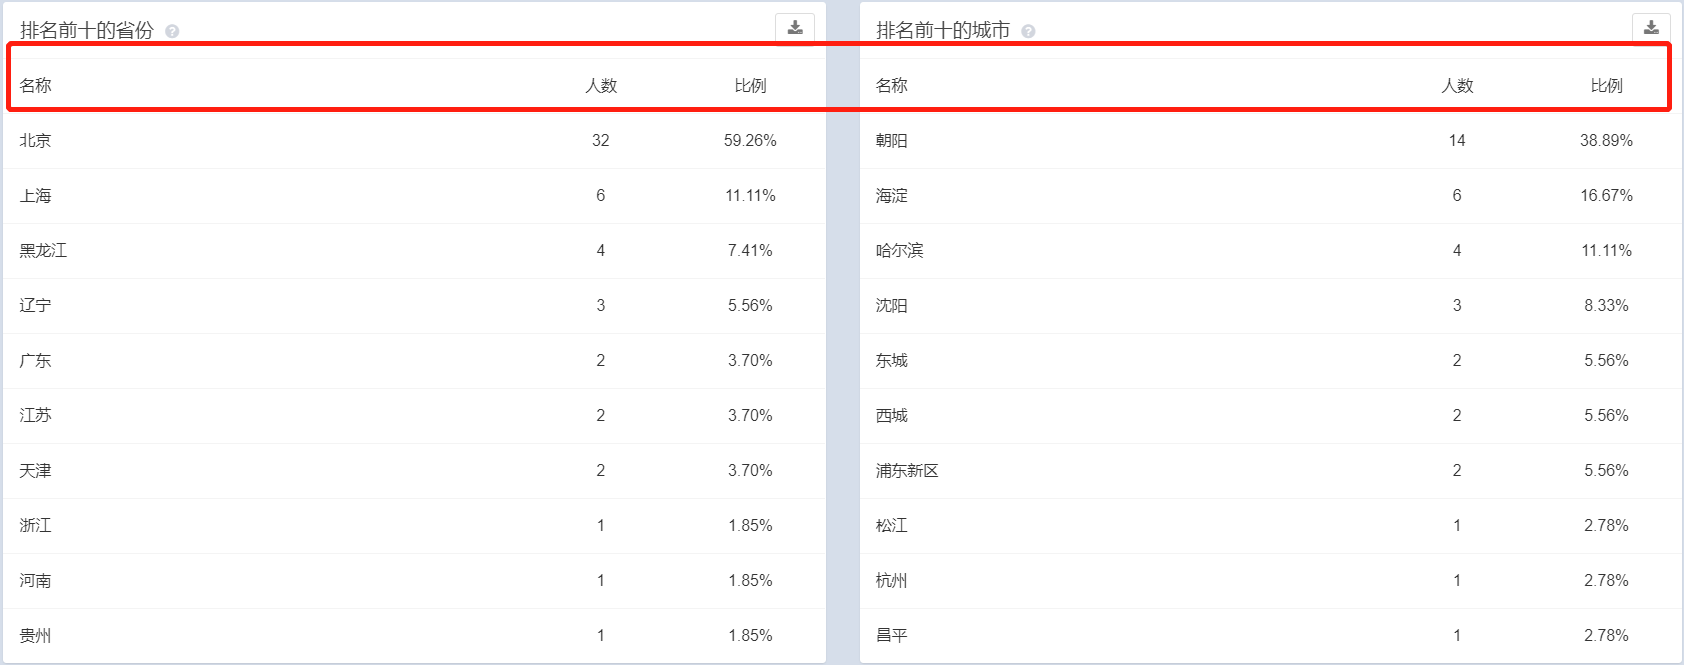 排名前十的省份 ?
名称 人数 比例
北京 32 59.26%
上海 6 11.11%
黑龙江 4 7.41%
辽宁 3 5.56%
广东 2 3.70%
江苏 2 3.70%
天津 2 3.70%
浙江 1 1.85%
河南 1 1.85%
贵州 1 1.85%
排名前十的城市 ?
名称 人数 比例
朝阳 14 38.89%
海淀 6 16.67%
哈尔滨 4 11.11%
沈阳 3 8.33%
东城 2 5.56%
西城 2 5.56%
浦东新区 2 5.56%
松江 1 2.78%
杭州 1 2.78%
昌平 1 2.78%